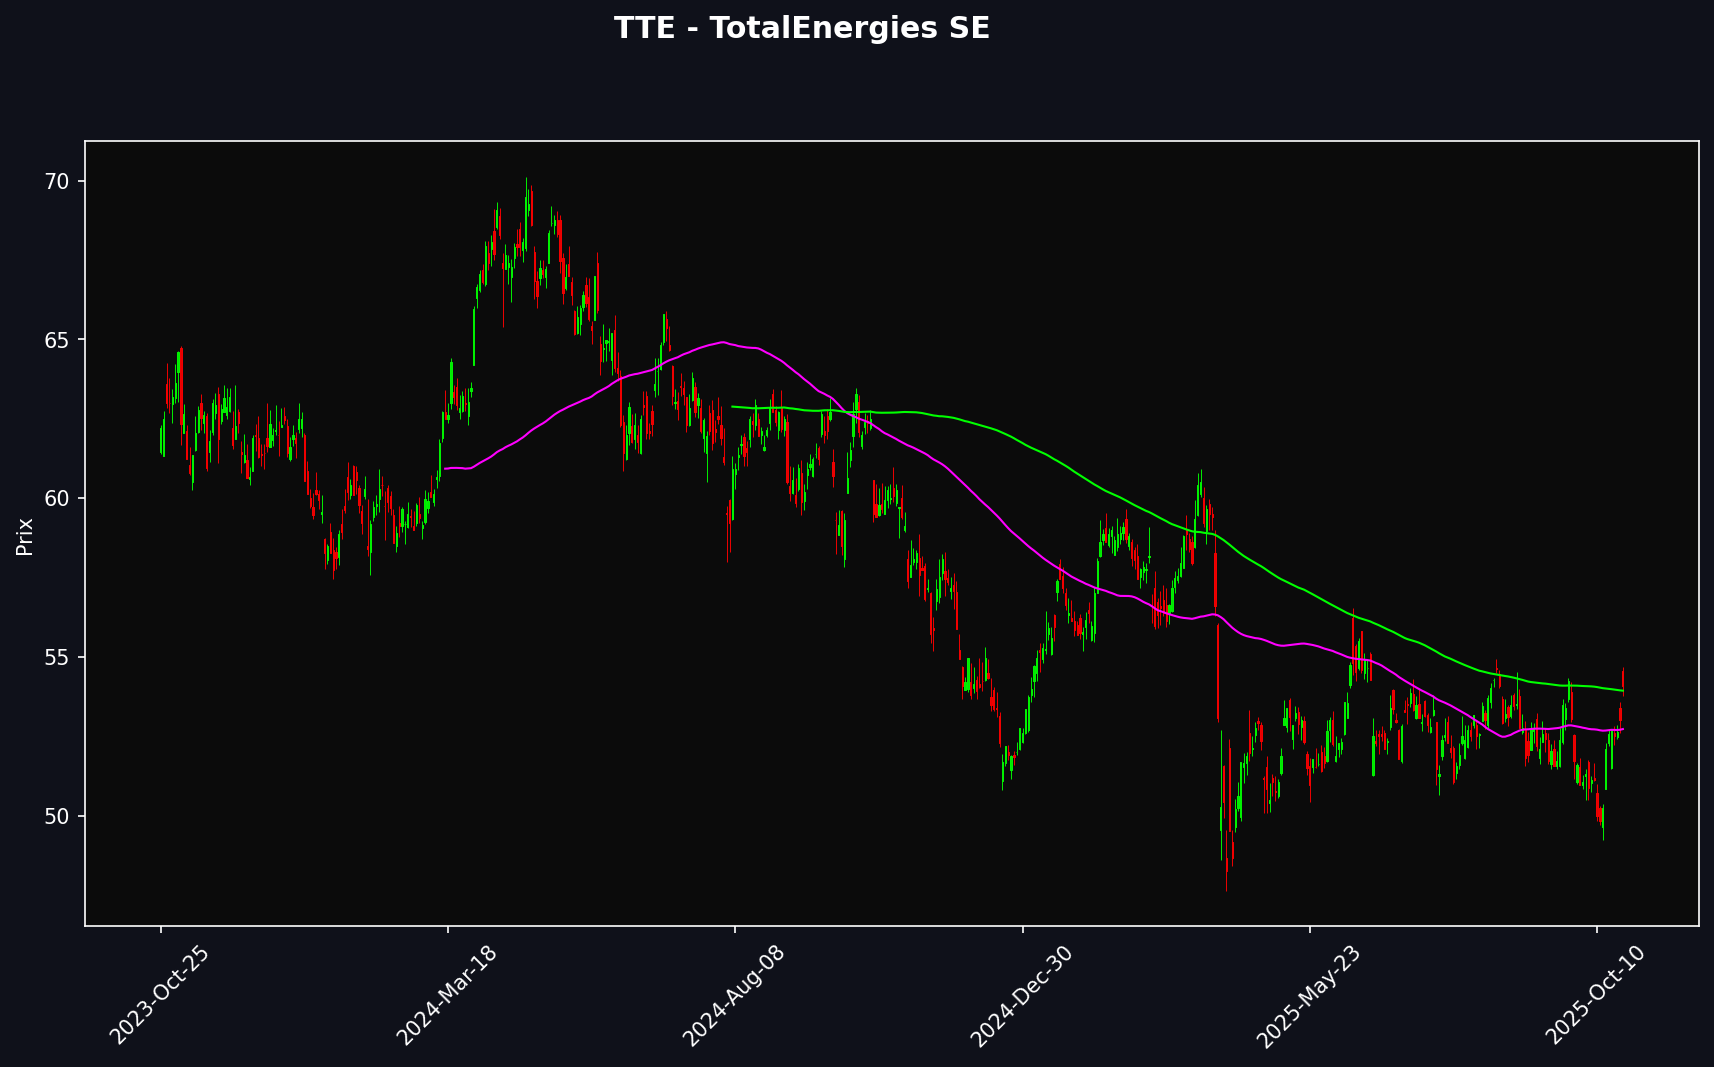 TTE - TotalEnergies SE
Prix
70
65
60
55
50
2023-Oct-25
2024-Mar-18
2024-Aug-08
2024-Dec-30
2025-May-23
2025-Oct-10